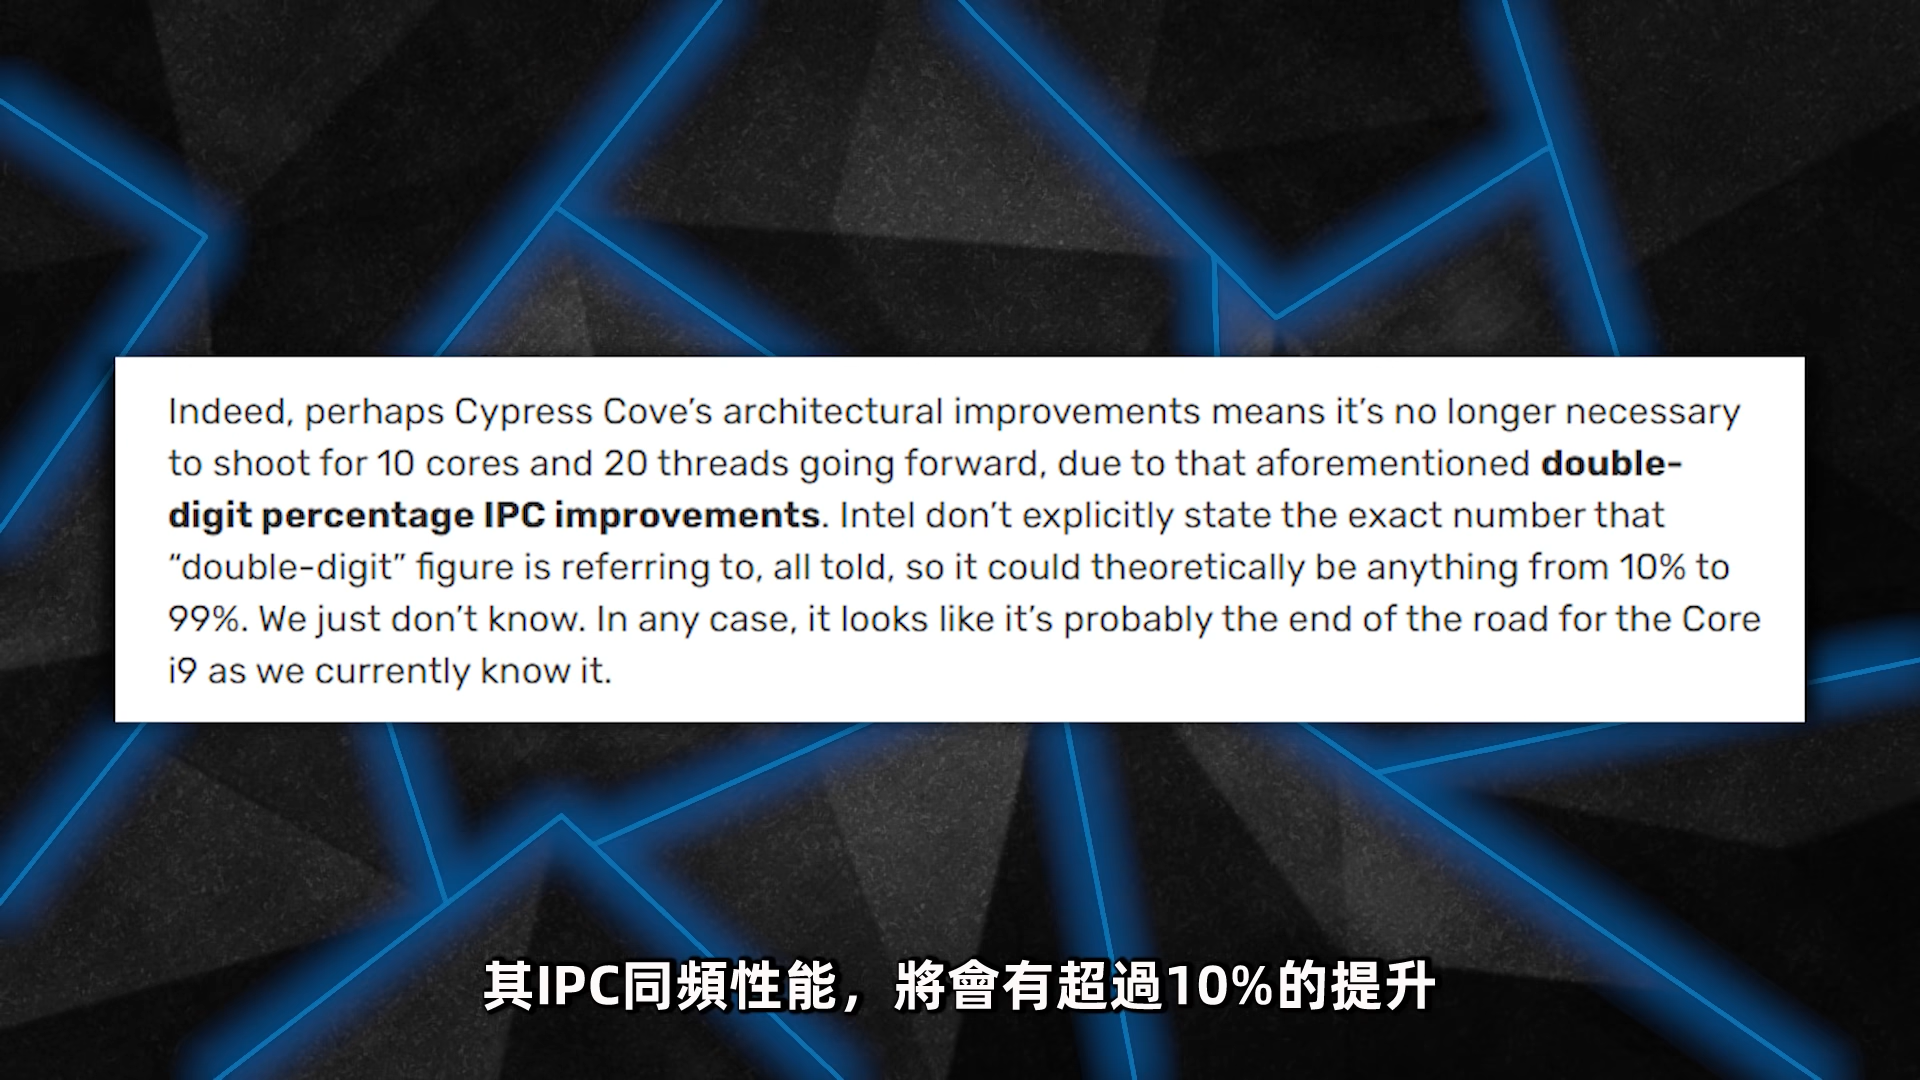 Indeed, perhaps Cypress Cove’s architectural improvements means it’s no longer necessary
to shoot for 10 cores and 20 threads going forward, due to that aforementioned double-
digit percentage IPC improvements. Intel don’t explicitly state the exact number that
“double-digit” figure is referring to, all told, so it could theoretically be anything from 10% to
99%. We just don’t know. In any case, it looks like it’s probably the end of the road for the Core
i9 as we currently know it.
其IPC同頻性能，將會有超過10%的提升